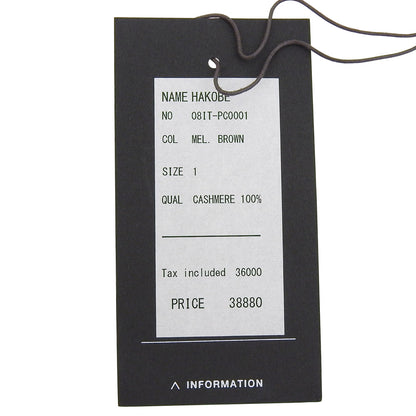 NAME HAKOBE
NO 08IT-PC0001
COL MEL. BROWN
SIZE 1
QUAL CASHMERE 100%
Tax included 36000
PRICE 38880
Λ INFORMATION